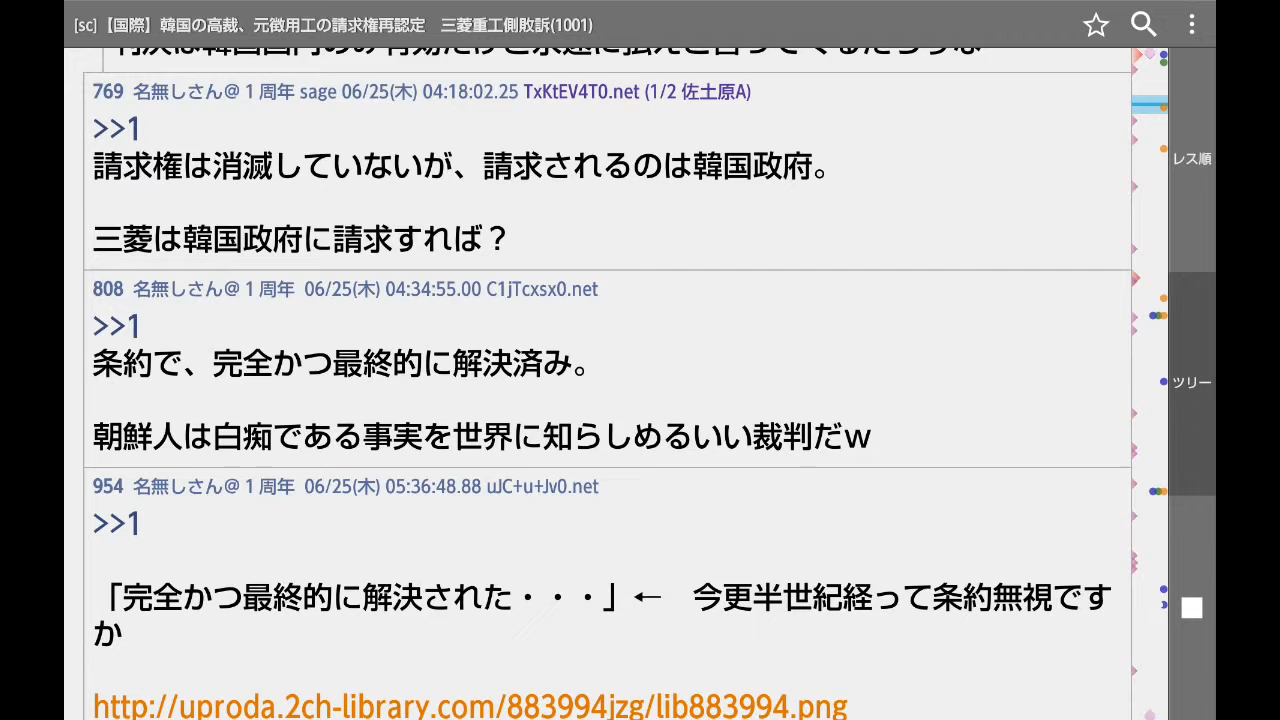 [sc]【国際】韓国の高裁、元徴用工の請求権再認定　三菱重工側敗訴(1001)
769 名無しさん@１周年 sage 06/25(木) 04:18:02.25 TxKtEV4T0.net (1/2 佐土原A)
>>1
請求権は消滅していないが、請求されるのは韓国政府。
三菱は韓国政府に請求すれば？
レス順
808 名無しさん@１周年 06/25(木) 04:34:55.00 C1jTcxsx0.net
>>1
条約で、完全かつ最終的に解決済み。
ツリー
朝鮮人は白痴である事実を世界に知らしめるいい裁判だｗ
954 名無しさん@１周年 06/25(木) 05:36:48.88 uJC+u+Jv0.net
>>1
「完全かつ最終的に解決された・・・」←　今更半世紀経って条約無視です
か
http://uproda.2ch-library.com/883994jzg/lib883994.png